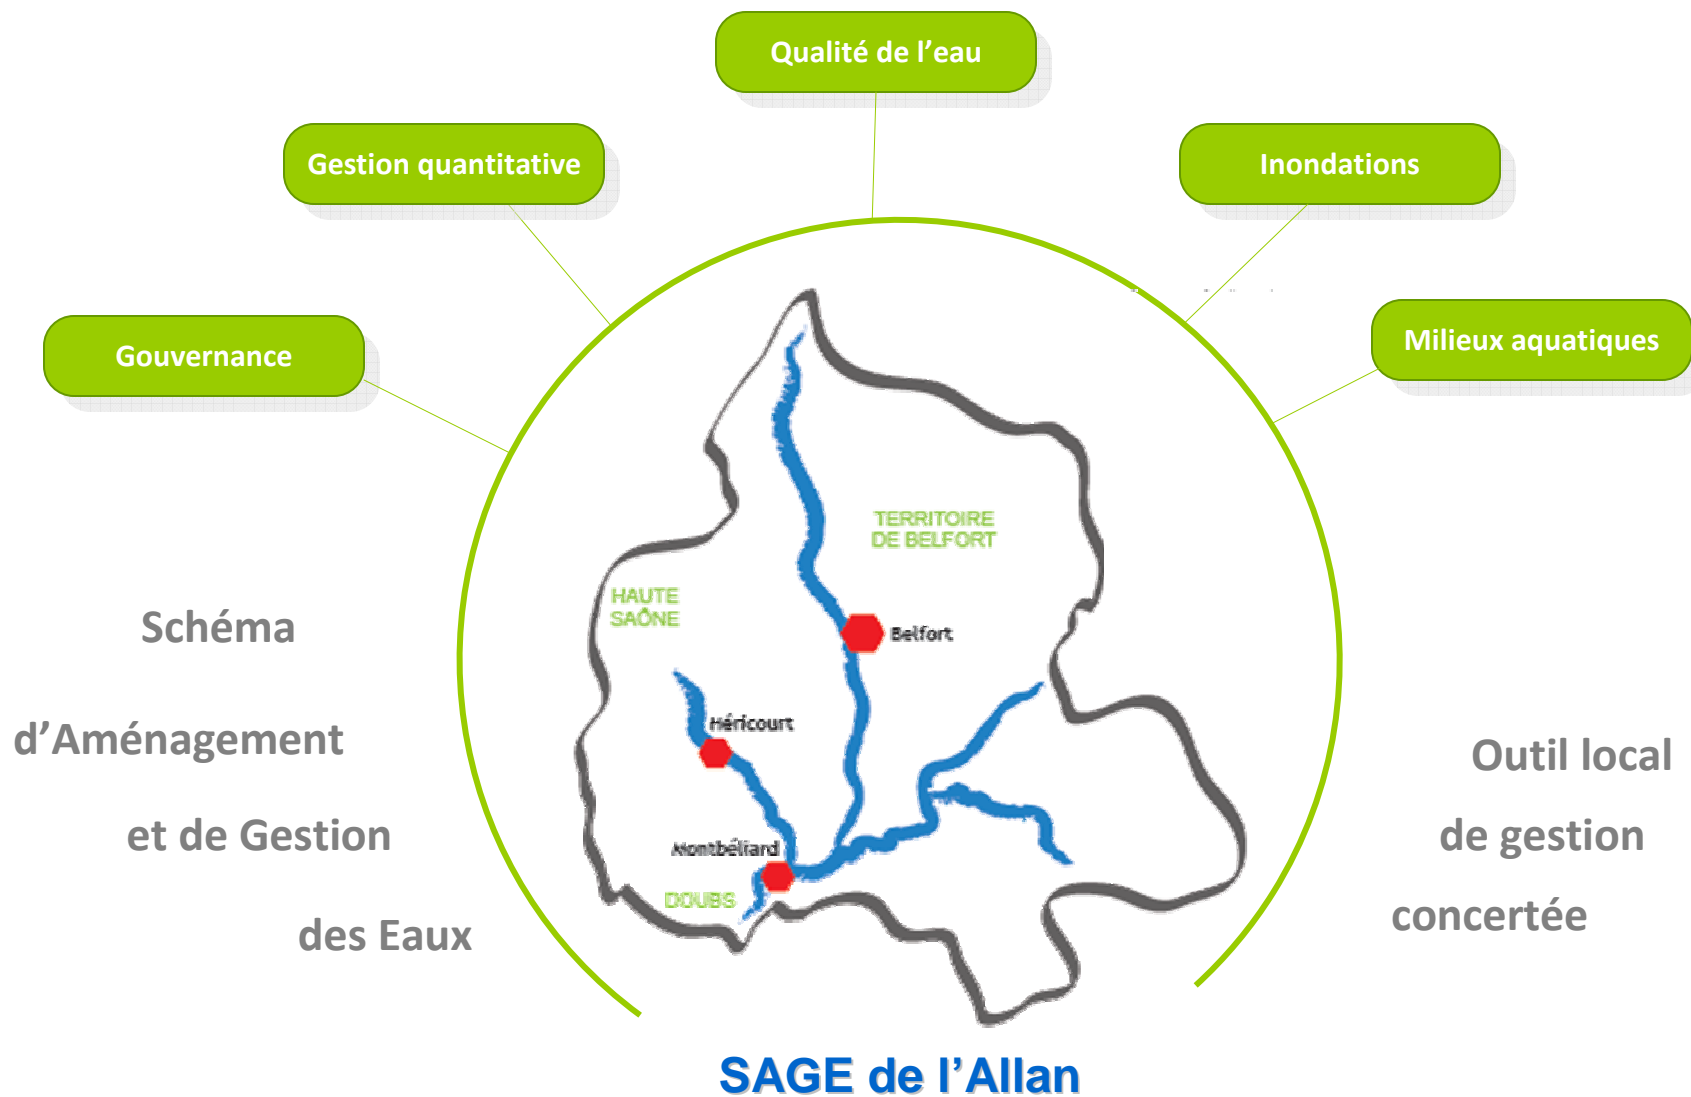 Qualité de l’eau
Gestion quantitative
Inondations
Gouvernance
Milieux aquatiques
TERRITOIRE
DE BELFORT
HAUTE
SAÔNE
Belfort
Héricourt
Montbéliard
DOUBS
Schéma
d’Aménagement
et de Gestion
des Eaux
Outil local
de gestion
concertée
SAGE de l’Allan